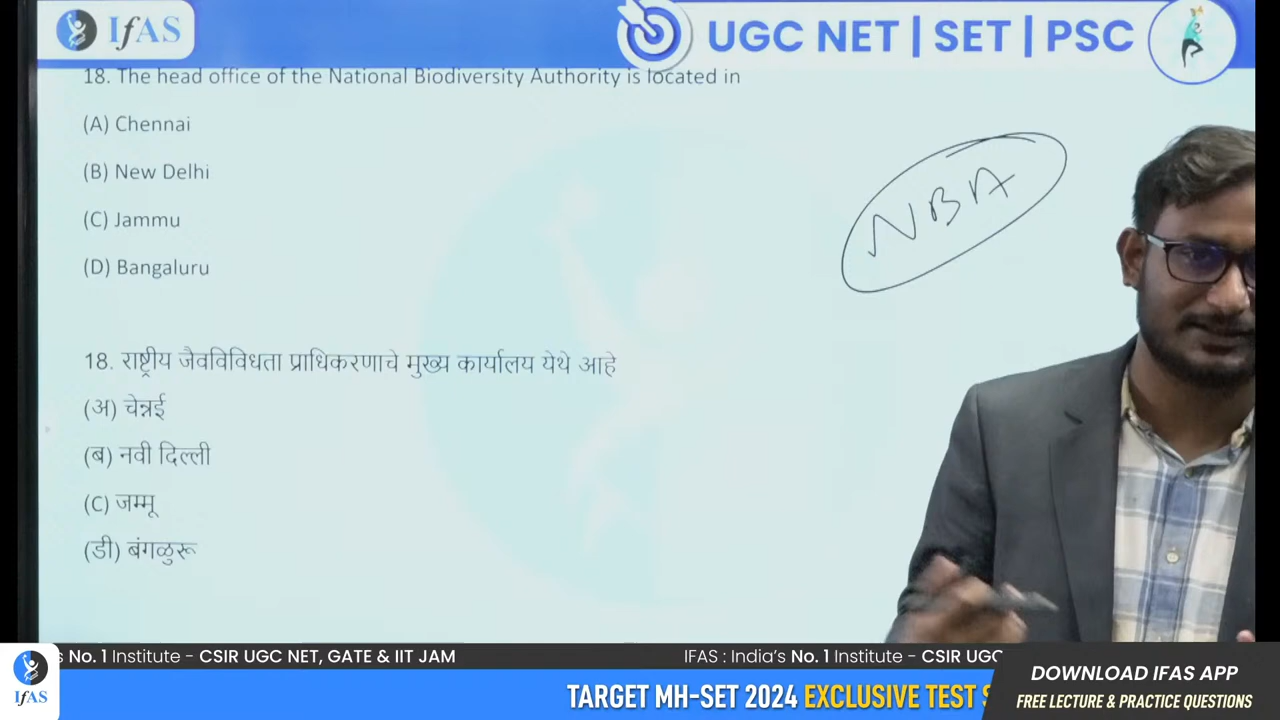 IfAS
UGC NET | SET | PSC
18. The head office of the National Biodiversity Authority is located in
(A) Chennai
(B) New Delhi
(C) Jammu
(D) Bangaluru
NBA
18. राष्ट्रीय जैवविविधता प्राधिकरणाचे मुख्य कार्यालय येथे आहे
(अ) चेन्नई
(ब) नवी दिल्ली
(C) जम्मू
(डी) बंगळुरू
s No. 1 Institute - CSIR UGC NET, GATE & IIT JAM
IFAS : India's No. 1 Institute - CSIR UGC
IfAS
TARGET MH-SET 2024 EXCLUSIVE TEST S
DOWNLOAD IFAS APP
FREE LECTURE & PRACTICE QUESTIONS